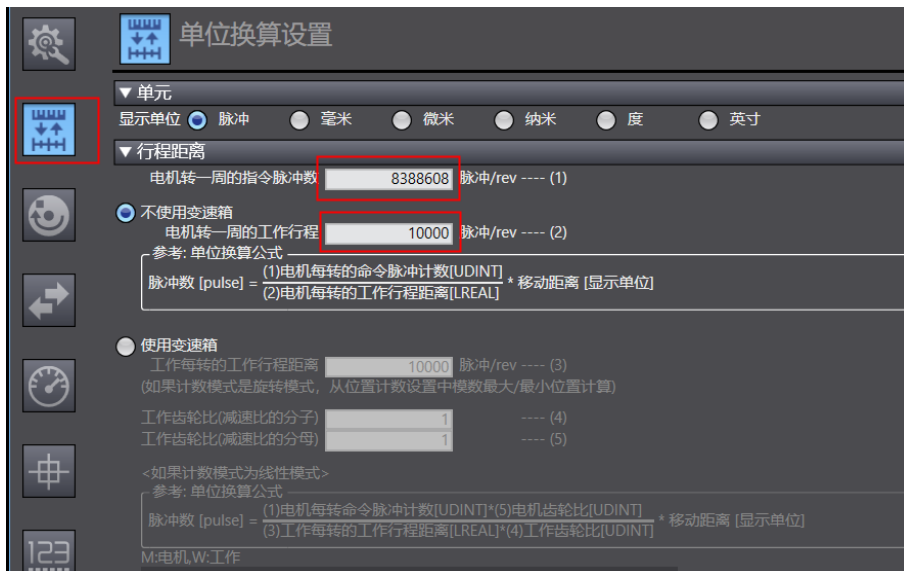 单位换算设置
▼单元
显示单位 脉冲 毫米 微米 纳米 度 英寸
▼行程距离
电机转一周的指令脉冲数 8388608 脉冲/rev ---- (1)
不使用变速箱
电机转一周的工作行程 10000 脉冲/rev ---- (2)
参考: 单位换算公式
脉冲数 [pulse] = (1)电机每转的命令脉冲计数[UDINT] * 移动距离 [显示单位]
(2)电机每转的工作行程距离[LREAL]
使用变速箱
工作每转的工作行程距离 10000 脉冲/rev ---- (3)
(如果计数模式是旋转模式，从位置计数设置中模数最大/最小位置计算)
工作齿轮比(减速比的分子) 1 ---- (4)
工作齿轮比(减速比的分母) 1 ---- (5)
<如果计数模式为线性模式>
参考: 单位换算公式
脉冲数 [pulse] = (1)电机每转命令脉冲计数[UDINT]*(5)电机齿轮比[UDINT] * 移动距离 [显示单位]
(3)工作每转的工作行程距离[LREAL]*(4)工作齿轮比[UDINT]
123
M:电机,W:工作